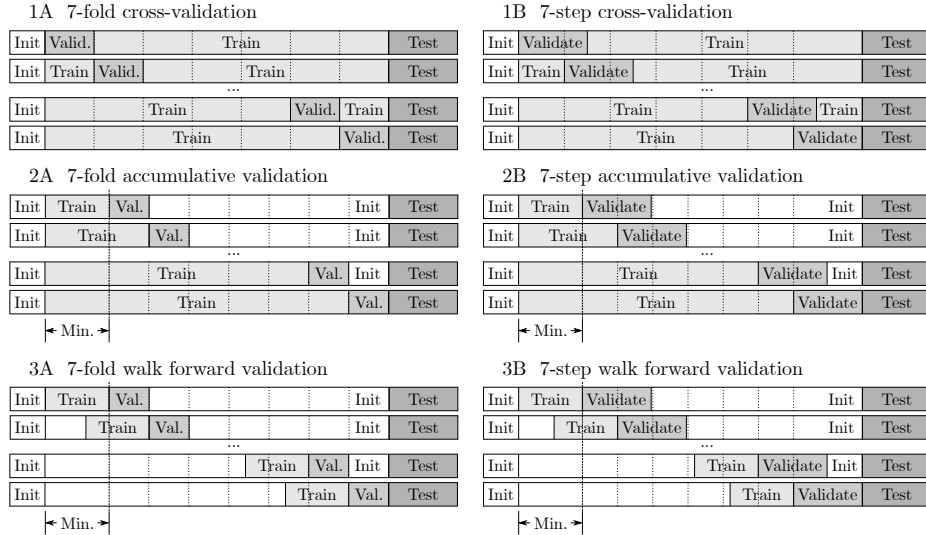 1A 7-fold cross-validation
Init Valid. Train Test
Init Train Valid. Train Test
...
Init Train Valid. Train Test
Init Train Valid. Test
1B 7-step cross-validation
Init Validate Train Test
Init Train Validate Train Test
...
Init Train Validate Train Test
Init Train Validate Test
2A 7-fold accumulative validation
Init Train Val. Init Test
Init Train Val. Init Test
...
Init Train Val. Init Test
Init Train Val. Test
Min.
2B 7-step accumulative validation
Init Train Validate Init Test
Init Train Validate Init Test
...
Init Train Validate Init Test
Init Train Validate Test
Min.
3A 7-fold walk forward validation
Init Train Val. Init Test
Init Train Val. Init Test
...
Init Train Val. Init Test
Init Train Val. Test
Min.
3B 7-step walk forward validation
Init Train Validate Init Test
Init Train Validate Init Test
...
Init Train Validate Init Test
Init Train Validate Test
Min.